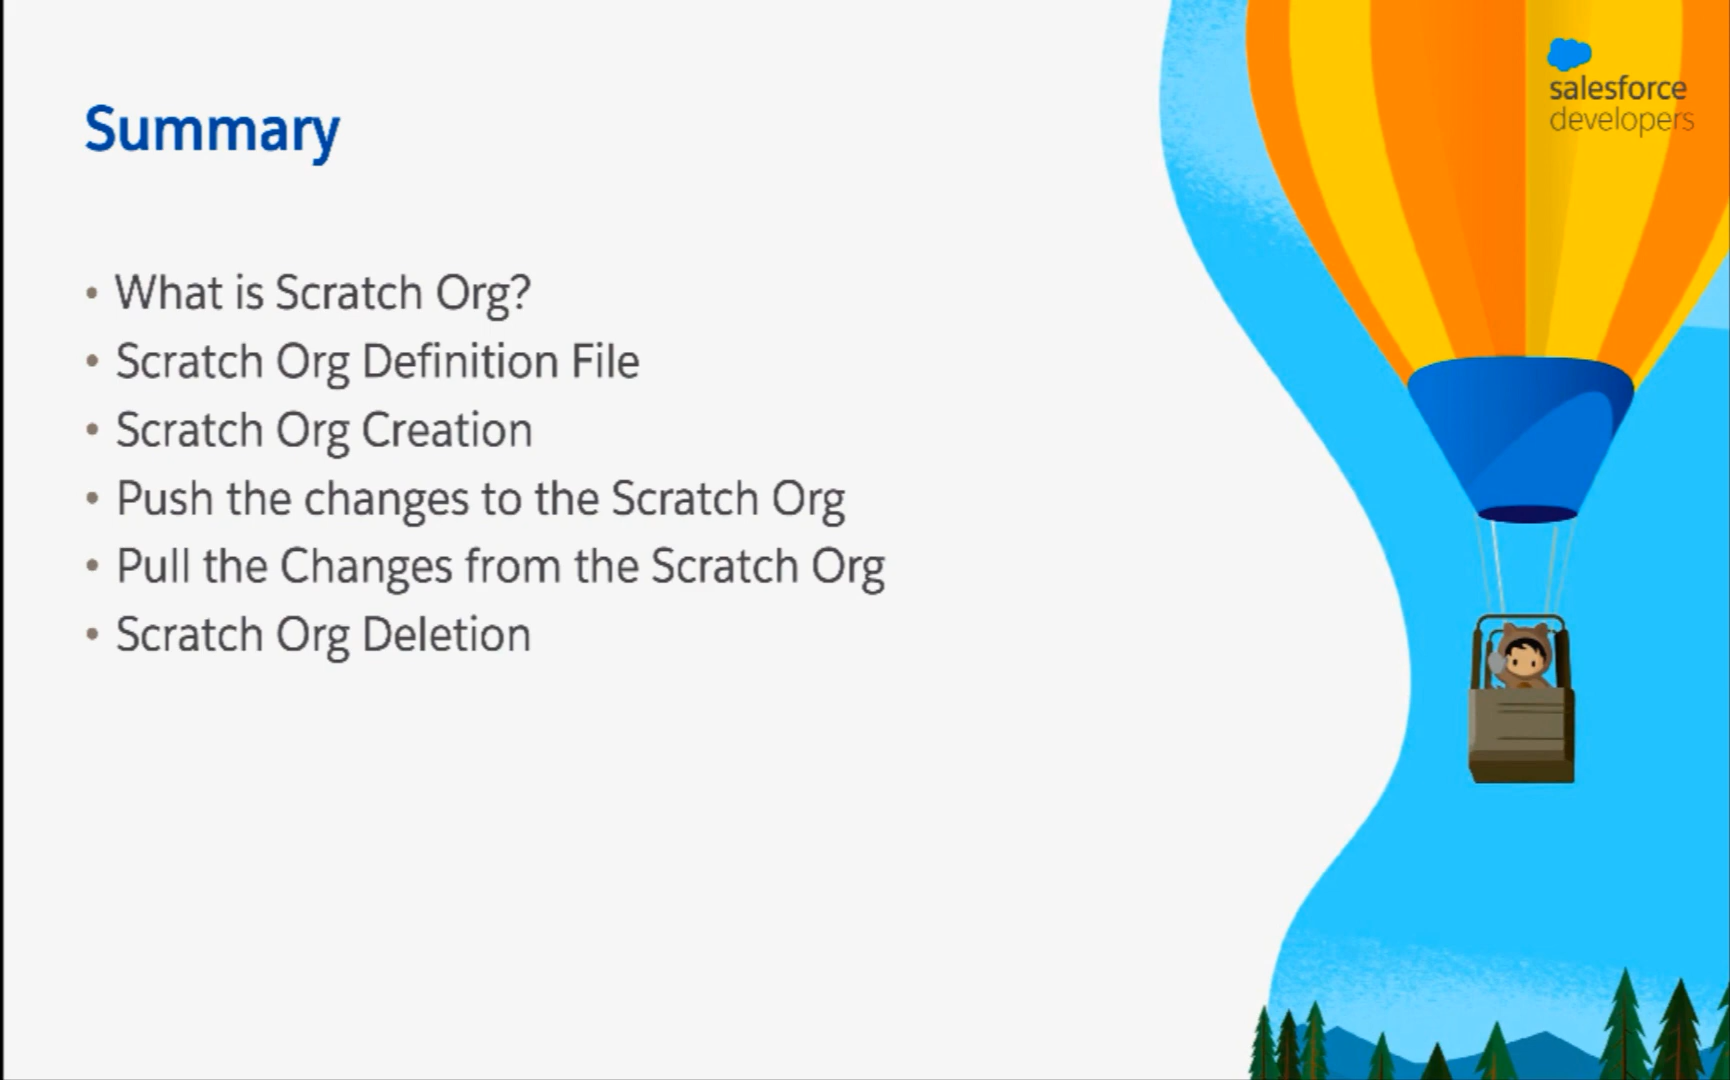 salesforce
developers
Summary
• What is Scratch Org?
• Scratch Org Definition File
• Scratch Org Creation
• Push the changes to the Scratch Org
• Pull the Changes from the Scratch Org
• Scratch Org Deletion